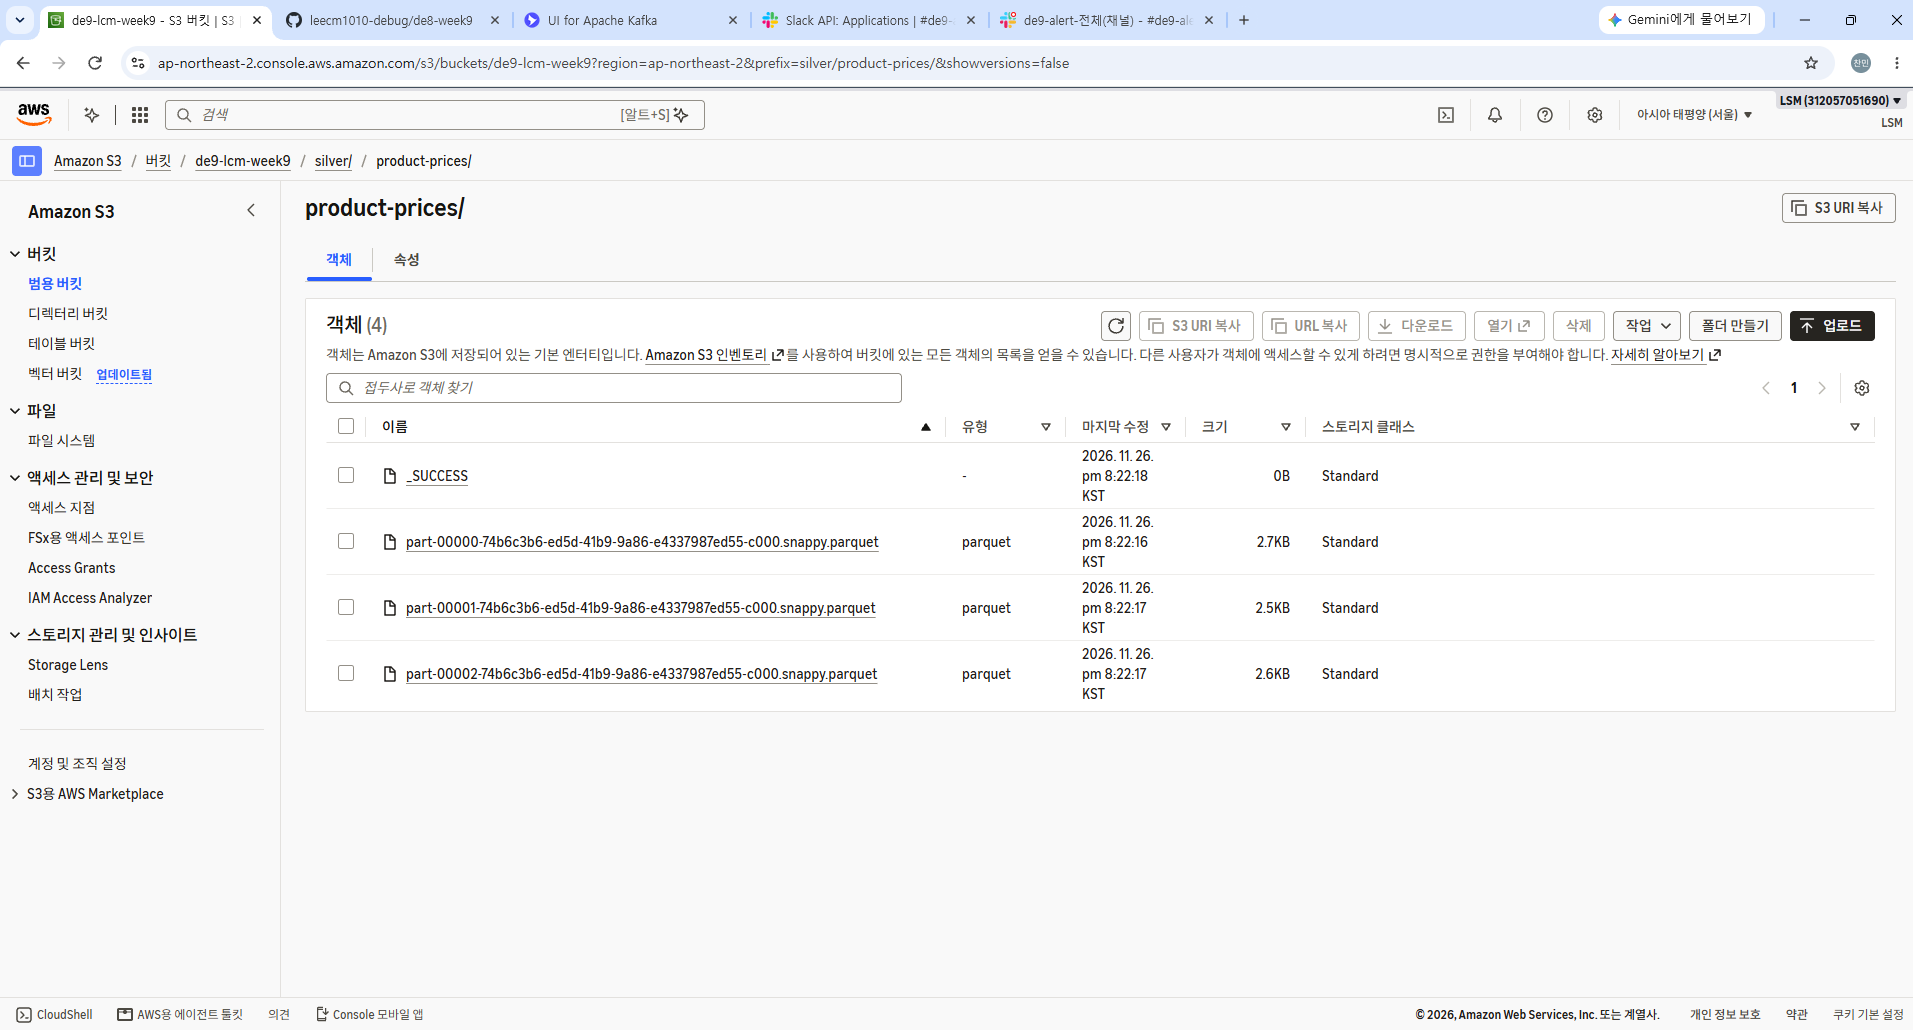 de9-lcm-week9 - S3 버킷 | S3
leecm1010-debug/de8-week9
UI for Apache Kafka
Slack API: Applications | #de9-
de9-alert-전체(채널) - #de9-ale
Gemini에게 물어보기
ap-northeast-2.console.aws.amazon.com/s3/buckets/de9-lcm-week9?region=ap-northeast-2&prefix=silver/product-prices/&showversions=false
찬민
aws
검색
[알트+S]
아시아 태평양 (서울)
LSM (312057051690)
LSM
Amazon S3 / 버킷 / de9-lcm-week9 / silver/ / product-prices/
Amazon S3
버킷
범용 버킷
디렉터리 버킷
테이블 버킷
벡터 버킷 업데이트됨
파일
파일 시스템
액세스 관리 및 보안
액세스 지점
FSx용 액세스 포인트
Access Grants
IAM Access Analyzer
스토리지 관리 및 인사이트
Storage Lens
배치 작업
계정 및 조직 설정
S3용 AWS Marketplace
product-prices/
S3 URI 복사
객체
속성
객체 (4)
S3 URI 복사
URL 복사
다운로드
열기
삭제
작업
폴더 만들기
업로드
객체는 Amazon S3에 저장되어 있는 기본 엔터티입니다. Amazon S3 인벤토리 를 사용하여 버킷에 있는 모든 객체의 목록을 얻을 수 있습니다. 다른 사용자가 객체에 액세스할 수 있게 하려면 명시적으로 권한을 부여해야 합니다. 자세히 알아보기
접두사로 객체 찾기
1
이름 유형 마지막 수정 크기 스토리지 클래스
_SUCCESS - 2026. 11. 26. pm 8:22:18 KST 0B Standard
part-00000-74b6c3b6-ed5d-41b9-9a86-e4337987ed55-c000.snappy.parquet parquet 2026. 11. 26. pm 8:22:16 KST 2.7KB Standard
part-00001-74b6c3b6-ed5d-41b9-9a86-e4337987ed55-c000.snappy.parquet parquet 2026. 11. 26. pm 8:22:17 KST 2.5KB Standard
part-00002-74b6c3b6-ed5d-41b9-9a86-e4337987ed55-c000.snappy.parquet parquet 2026. 11. 26. pm 8:22:17 KST 2.6KB Standard
CloudShell
AWS용 에이전트 툴킷
의견
Console 모바일 앱
© 2026, Amazon Web Services, Inc. 또는 계열사.
개인 정보 보호
약관
쿠키 기본 설정